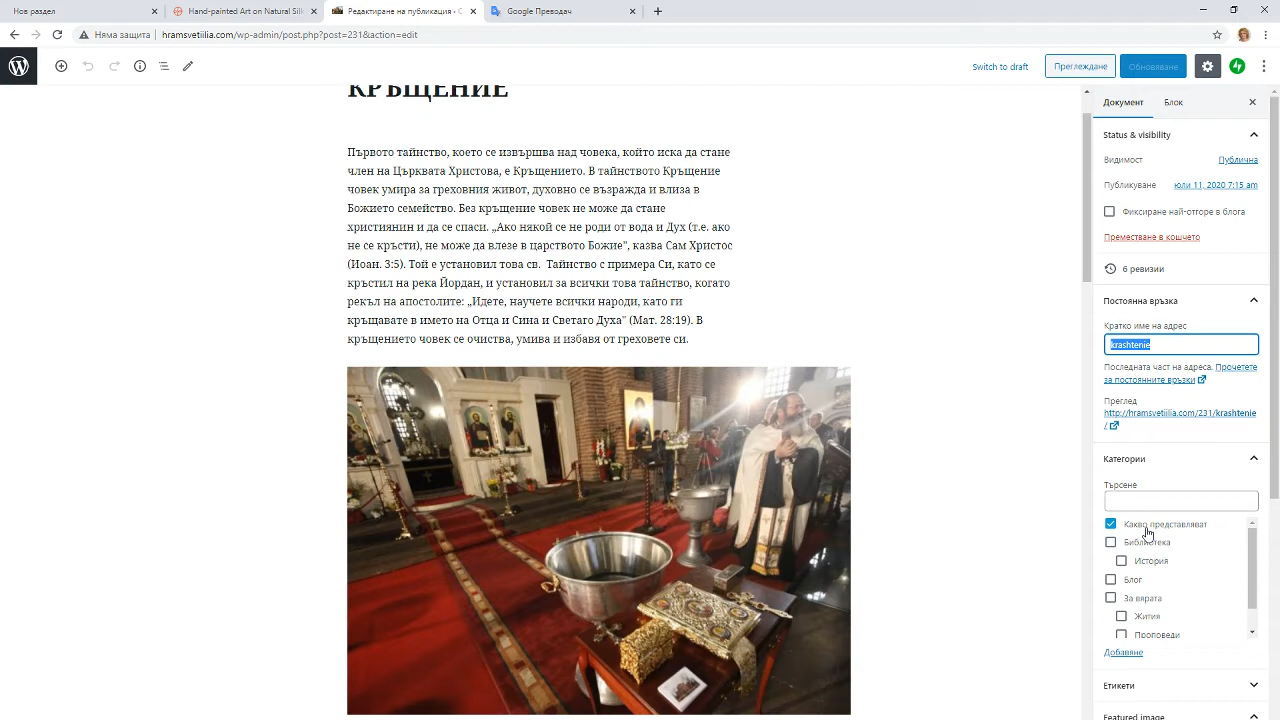 Нов раздел
Hand-painted Art on Natural Silk
Редактиране на публикация ‹ С
Google Преводач
Няма защита
hramsvetiilia.com/wp-admin/post.php?post=231&action=edit
Switch to draft
Преглеждане
Обновяване
КРЪЩЕНИЕ
Първото тайнство, което се извършва над човека, който иска да стане
член на Църквата Христова, е Кръщението. В тайнството Кръщение
човек умира за греховния живот, духовно се възражда и влиза в
Божието семейство. Без кръщение човек не може да стане
християнин и да се спаси. „Ако някой се не роди от вода и Дух (т.е. ако
не се кръсти), не може да влезе в царството Божие", казва Сам Христос
(Иоан. 3:5). Той е установил това св. Тайнство с примера Си, като се
кръстил на река Йордан, и установил за всички това тайнство, когато
рекъл на апостолите: „Идете, научете всички народи, като ги
кръщавате в името на Отца и Сина и Светаго Духа" (Мат. 28:19). В
кръщението човек се очиства, умива и избавя от греховете си.
Документ
Блок
Status & visibility
Видимост
Публична
Публикуване
юли 11, 2020 7:15 am
Фиксиране най-отгоре в блога
Преместване в кошчето
6 ревизии
Постоянна връзка
Кратко име на адрес
krashtenie
Последната част на адреса. Прочетете
за постоянните връзки
Преглед
http://hramsvetiilia.com/231/krashtenie
/
Категории
Търсене
Какво представляват
Библиотека
История
Блог
За вярата
Жития
Проповеди
Добавяне
Етикети
Featured image